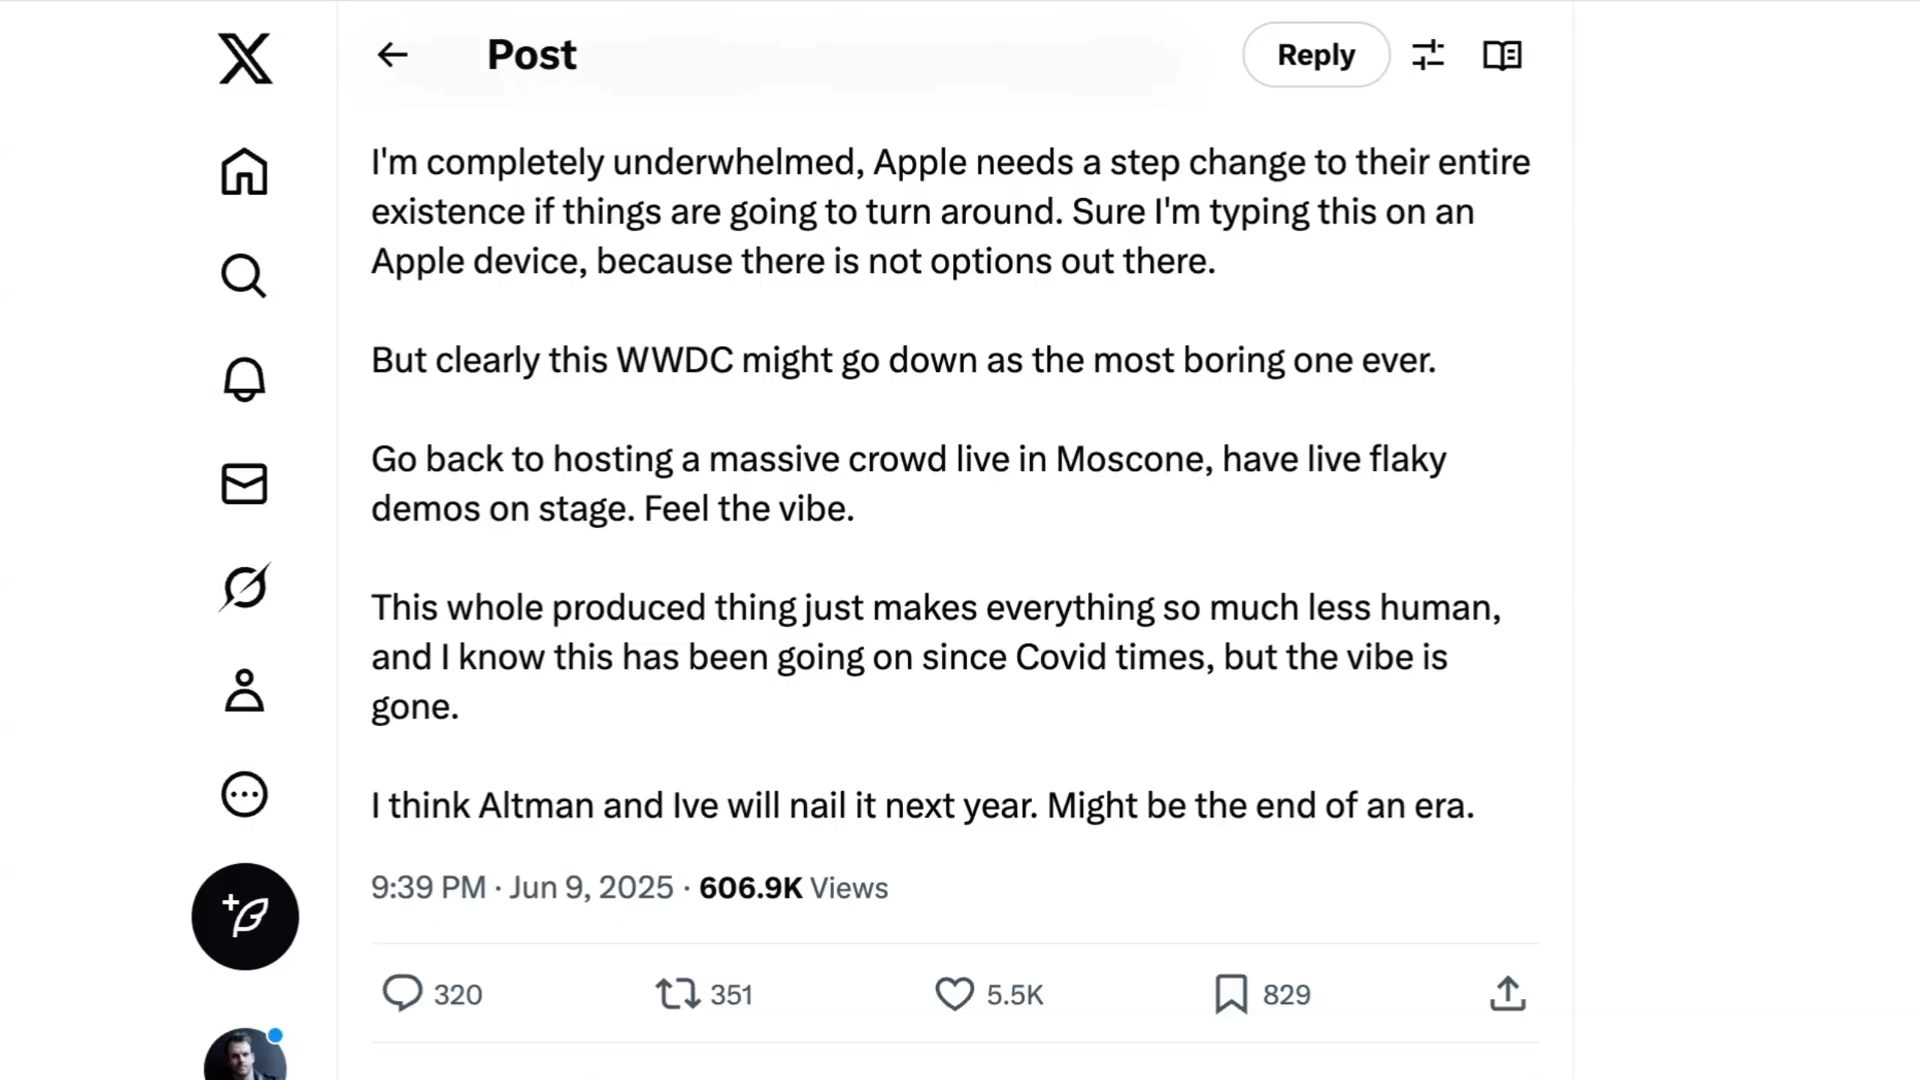 Post
Reply
I'm completely underwhelmed, Apple needs a step change to their entire
existence if things are going to turn around. Sure I'm typing this on an
Apple device, because there is not options out there.
But clearly this WWDC might go down as the most boring one ever.
Go back to hosting a massive crowd live in Moscone, have live flaky
demos on stage. Feel the vibe.
This whole produced thing just makes everything so much less human,
and I know this has been going on since Covid times, but the vibe is
gone.
I think Altman and Ive will nail it next year. Might be the end of an era.
9:39 PM · Jun 9, 2025 · 606.9K Views
320 351 5.5K 829